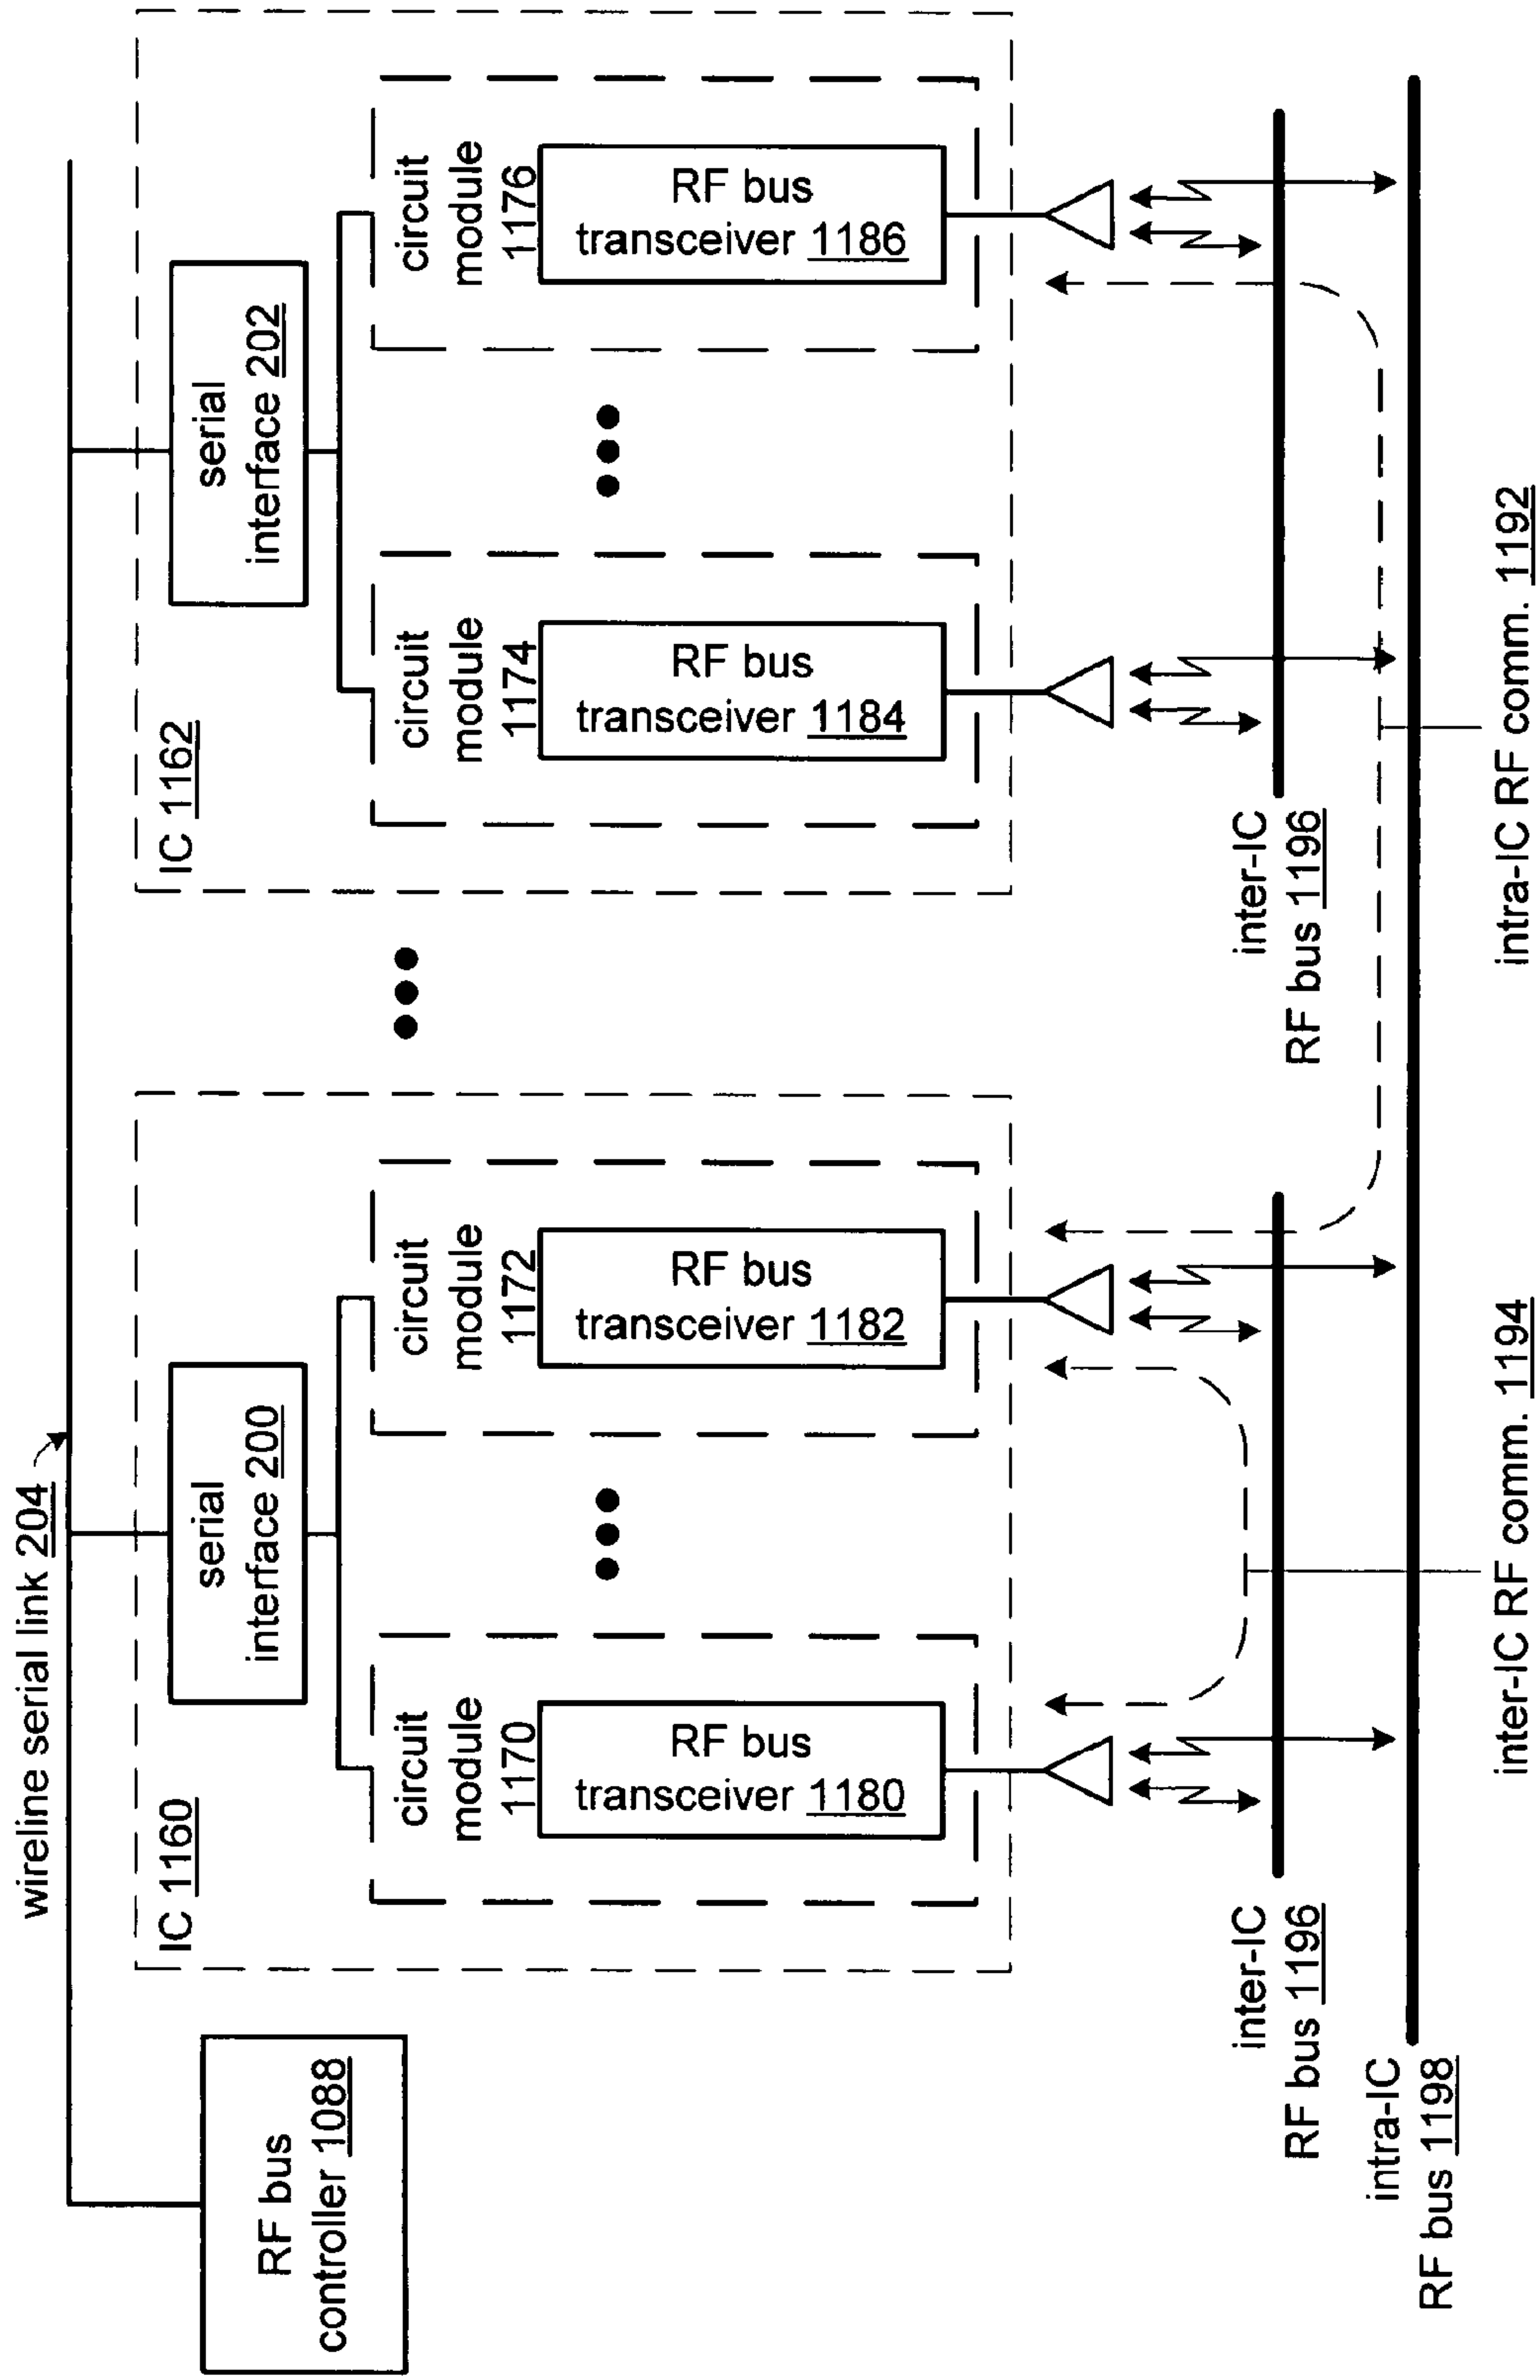 wireline serial link 204
RF bus
controller 1088
IC 1160
serial
interface 200
circuit
module
1170
RF bus
transceiver 1180
circuit
module
1172
RF bus
transceiver 1182
IC 1162
serial
interface 202
circuit
module
1174
RF bus
transceiver 1184
circuit
module
1176
RF bus
transceiver 1186
inter-IC
RF bus 1196
inter-IC
RF bus 1196
intra-IC
RF bus 1198
inter-IC RF comm. 1194
intra-IC RF comm. 1192